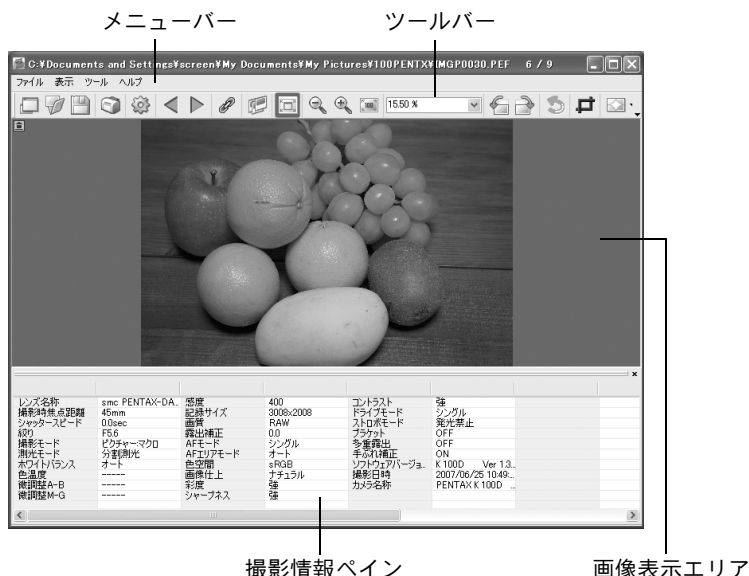 メニューバー ツールバー
C:¥Documents and Settings¥screen¥My Documents¥My Pictures¥100PENTX¥IMGP0030.PEF 6 / 9
ファイル 表示 ツール ヘルプ
100 15.50 %
レンズ名称 smc PENTAX-DA... 感度 400 コントラスト 強
撮影時焦点距離 45mm 記録サイズ 3008x2008 ドライブモード シングル
シャッタースピード 0.0sec 画質 RAW ストロボモード 発光禁止
絞り F5.6 露出補正 0.0 ブラケット OFF
撮影モード ピクチャー:マクロ AFモード シングル 多重露出 OFF
測光モード 分割測光 AFエリアモード オート 手ぶれ補正 ON
ホワイトバランス オート 色空間 sRGB ソフトウェアバージョ... K100D Ver 1.3...
色温度 ----- 画像仕上 ナチュラル 撮影日時 2007/06/25 10:49:...
微調整A-B ----- 彩度 強 カメラ名称 PENTAX K100D ...
微調整M-G ----- シャープネス 強
撮影情報ペイン 画像表示エリア